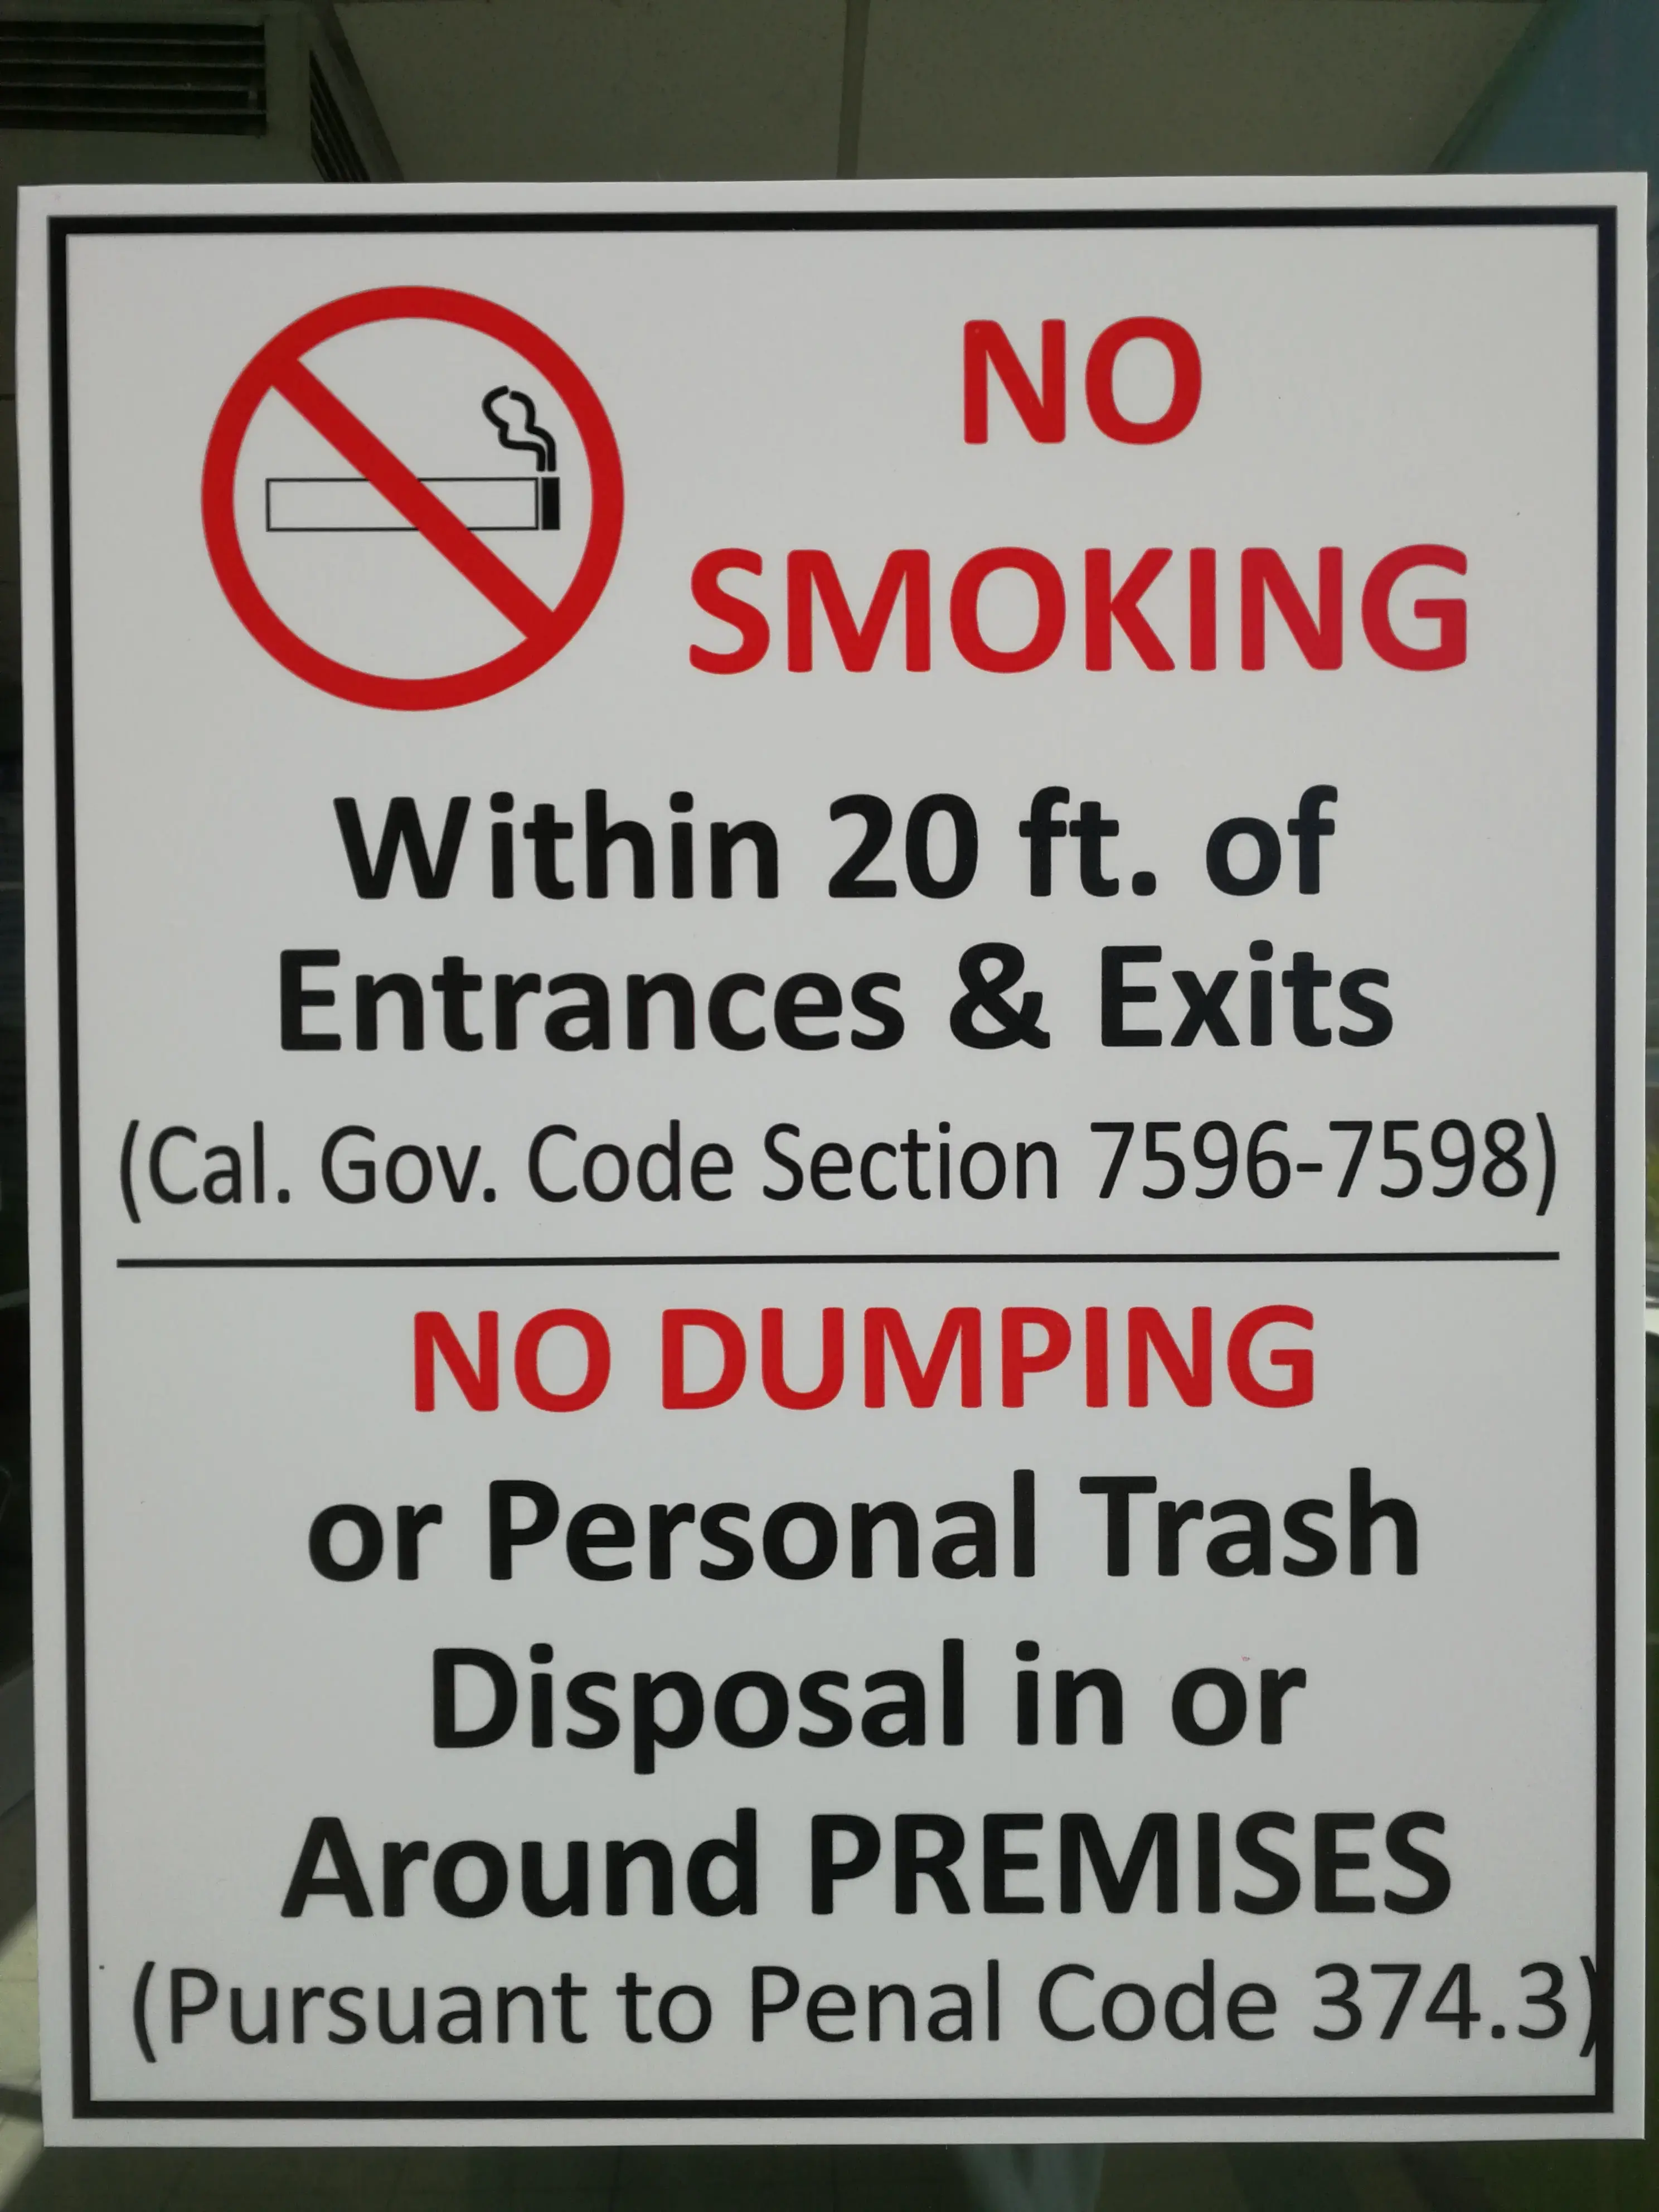 NO
SMOKING
Within 20 ft. of
Entrances & Exits
(Cal. Gov. Code Section 7596-7598)
NO DUMPING
or Personal Trash
Disposal in or
Around PREMISES
(Pursuant to Penal Code 374.3)